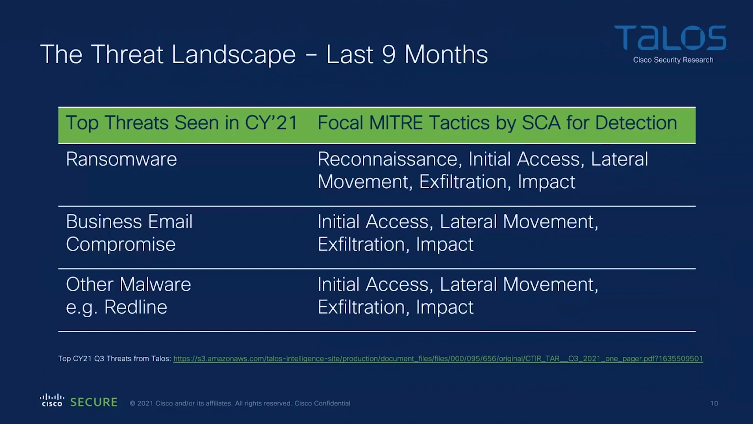 The Threat Landscape – Last 9 Months
TALOS
Cisco Security Research
Top Threats Seen in CY'21 Focal MITRE Tactics by SCA for Detection
Ransomware
Reconnaissance, Initial Access, Lateral
Movement, Exfiltration, Impact
Business Email
Compromise
Initial Access, Lateral Movement,
Exfiltration, Impact
Other Malware
e.g. Redline
Initial Access, Lateral Movement,
Exfiltration, Impact
Top CY21 Q3 Threats from Talos: https://s3.amazonaws.com/talos-intelligence-site/production/document_files/files/000/095/656/original/CTIR_TAR__Q3_2021_one_pager.pdf?1635509501
CISCO SECURE © 2021 Cisco and/or its affiliates. All rights reserved. Cisco Confidential
10